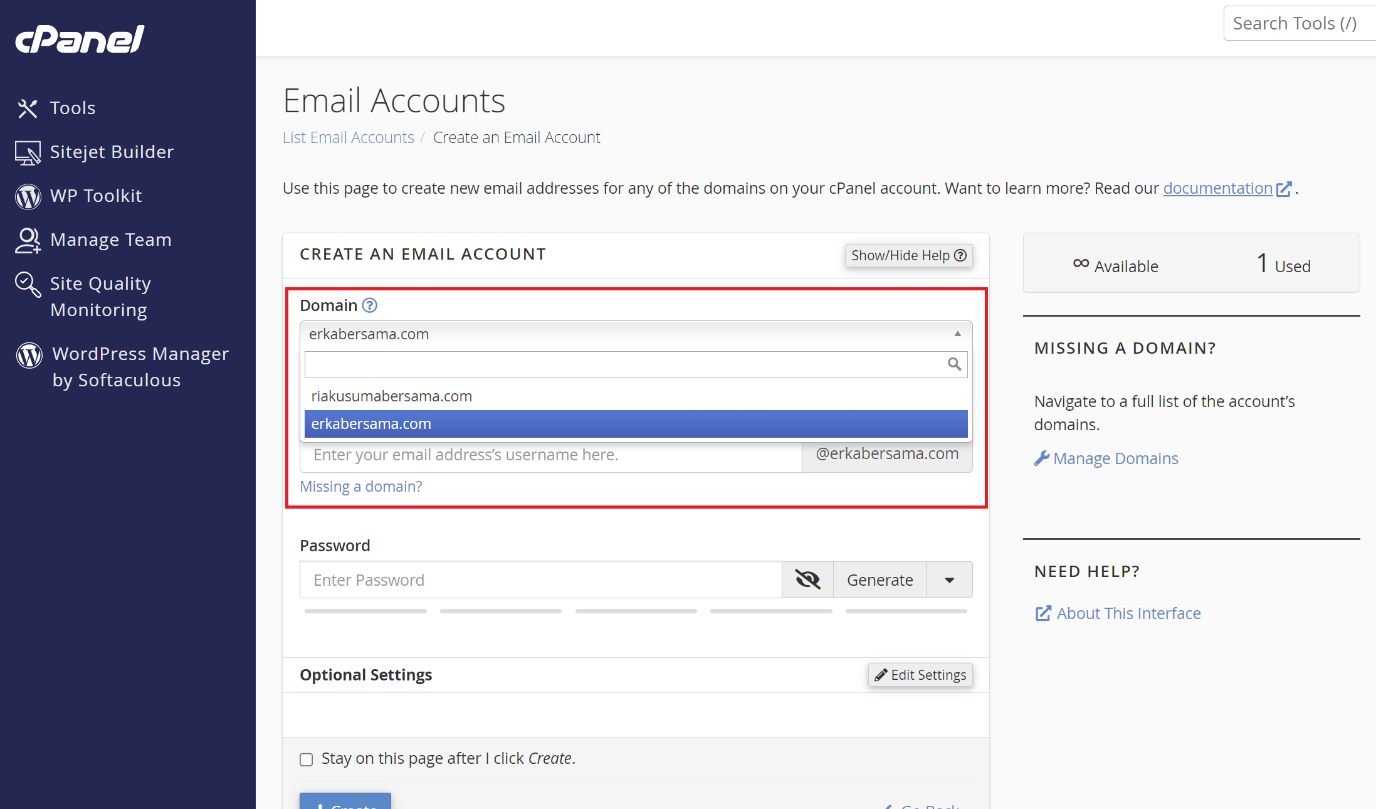 cPanel
Search Tools (/)
Tools
Sitejet Builder
WP Toolkit
Manage Team
Site Quality
Monitoring
WordPress Manager
by Softaculous
Email Accounts
List Email Accounts / Create an Email Account
Use this page to create new email addresses for any of the domains on your cPanel account. Want to learn more? Read our documentation .
CREATE AN EMAIL ACCOUNT
Show/Hide Help
Domain
erkabersama.com
riakusumabersama.com
erkabersama.com
Enter your email address’s username here.
@erkabersama.com
Missing a domain?
Password
Enter Password
Generate
Optional Settings
Edit Settings
Stay on this page after I click Create.
Create
Go Back
∞ Available
1 Used
MISSING A DOMAIN?
Navigate to a full list of the account’s
domains.
Manage Domains
NEED HELP?
About This Interface